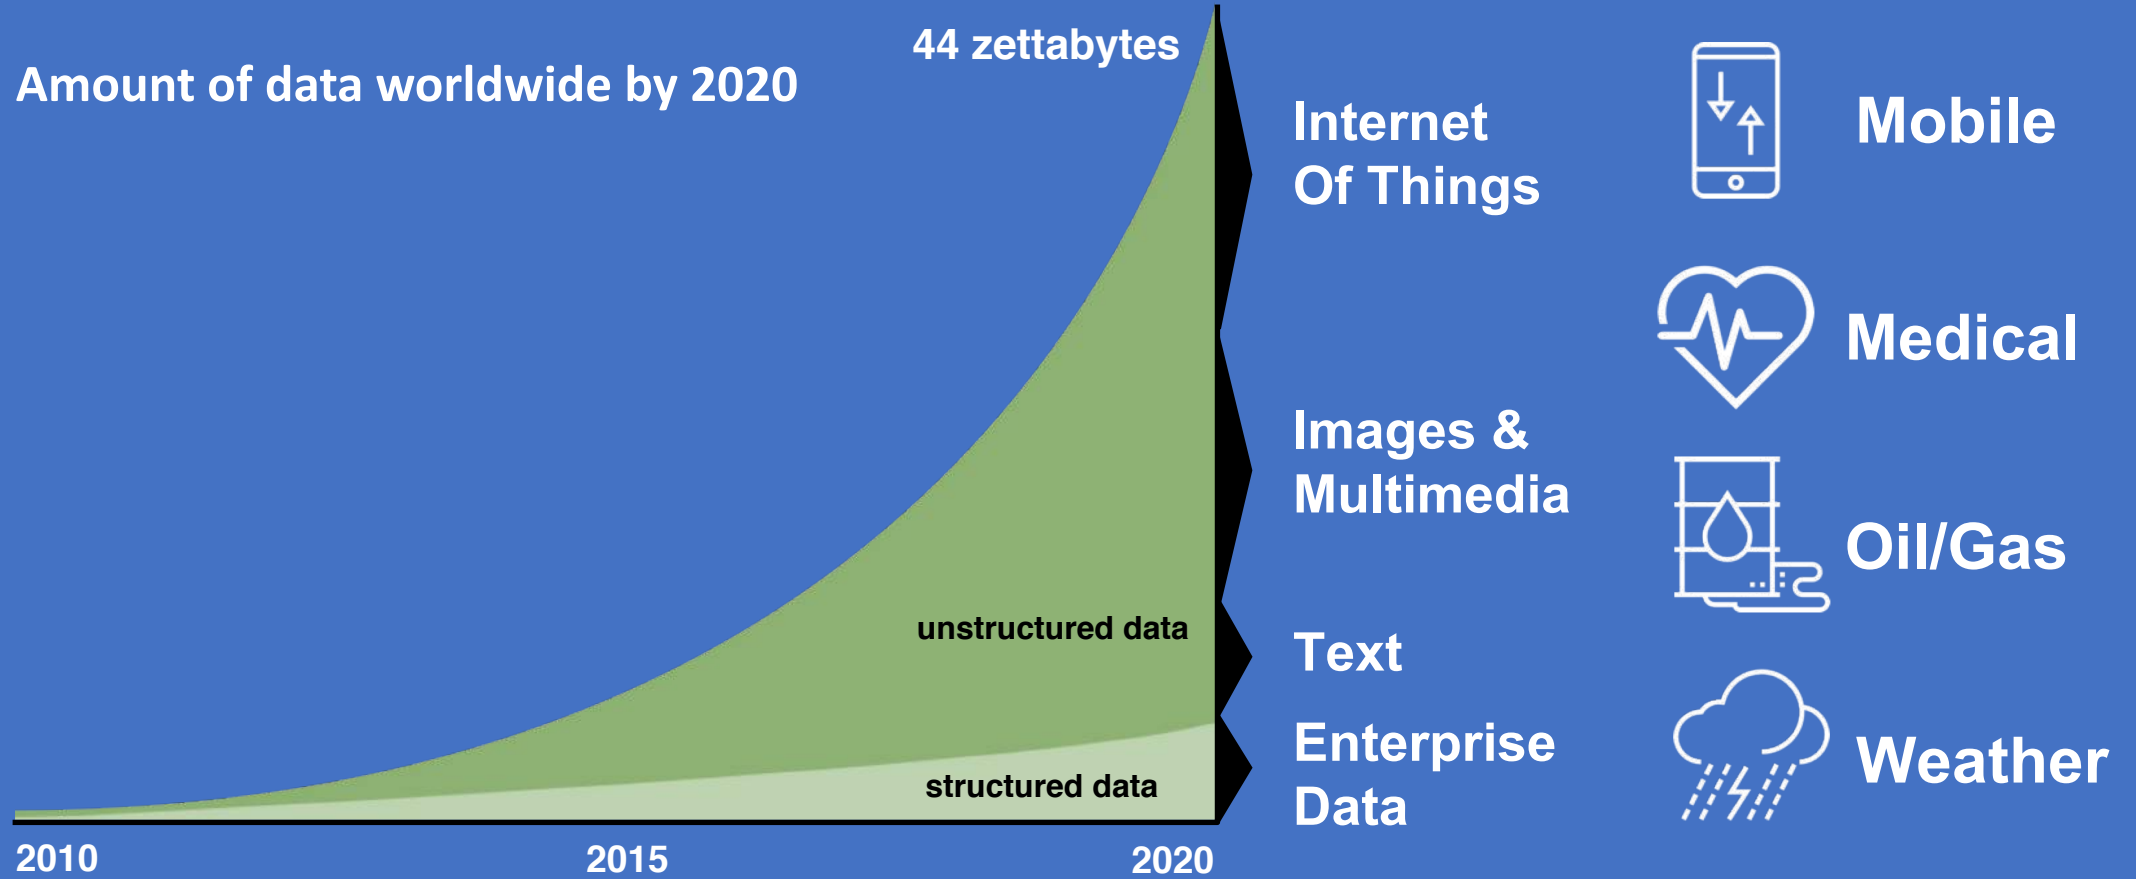 Amount of data worldwide by 2020
44 zettabytes
unstructured data
structured data
2010
2015
2020
Internet
Of Things
Images &
Multimedia
Text
Enterprise
Data
Mobile
Medical
Oil/Gas
Weather